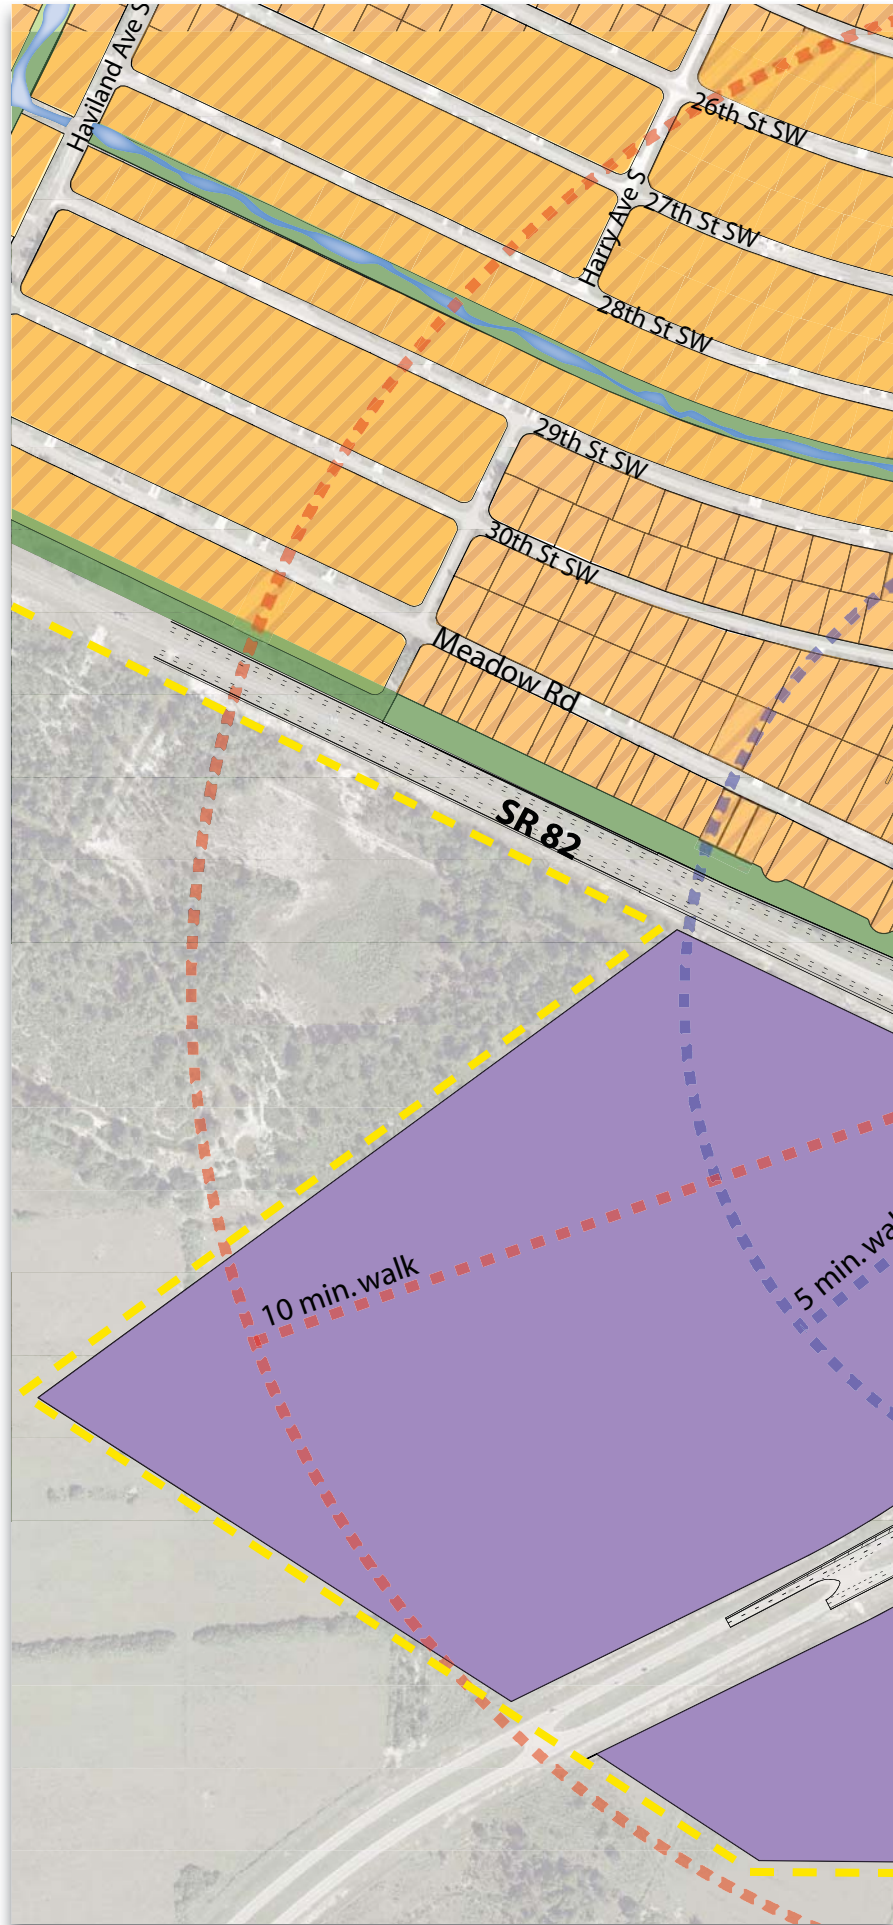 Haviland Ave S
26th St SW
Harry Ave S
27th St SW
28th St SW
29th St SW
30th St SW
Meadow Rd
SR 82
10 min. walk
5 min.